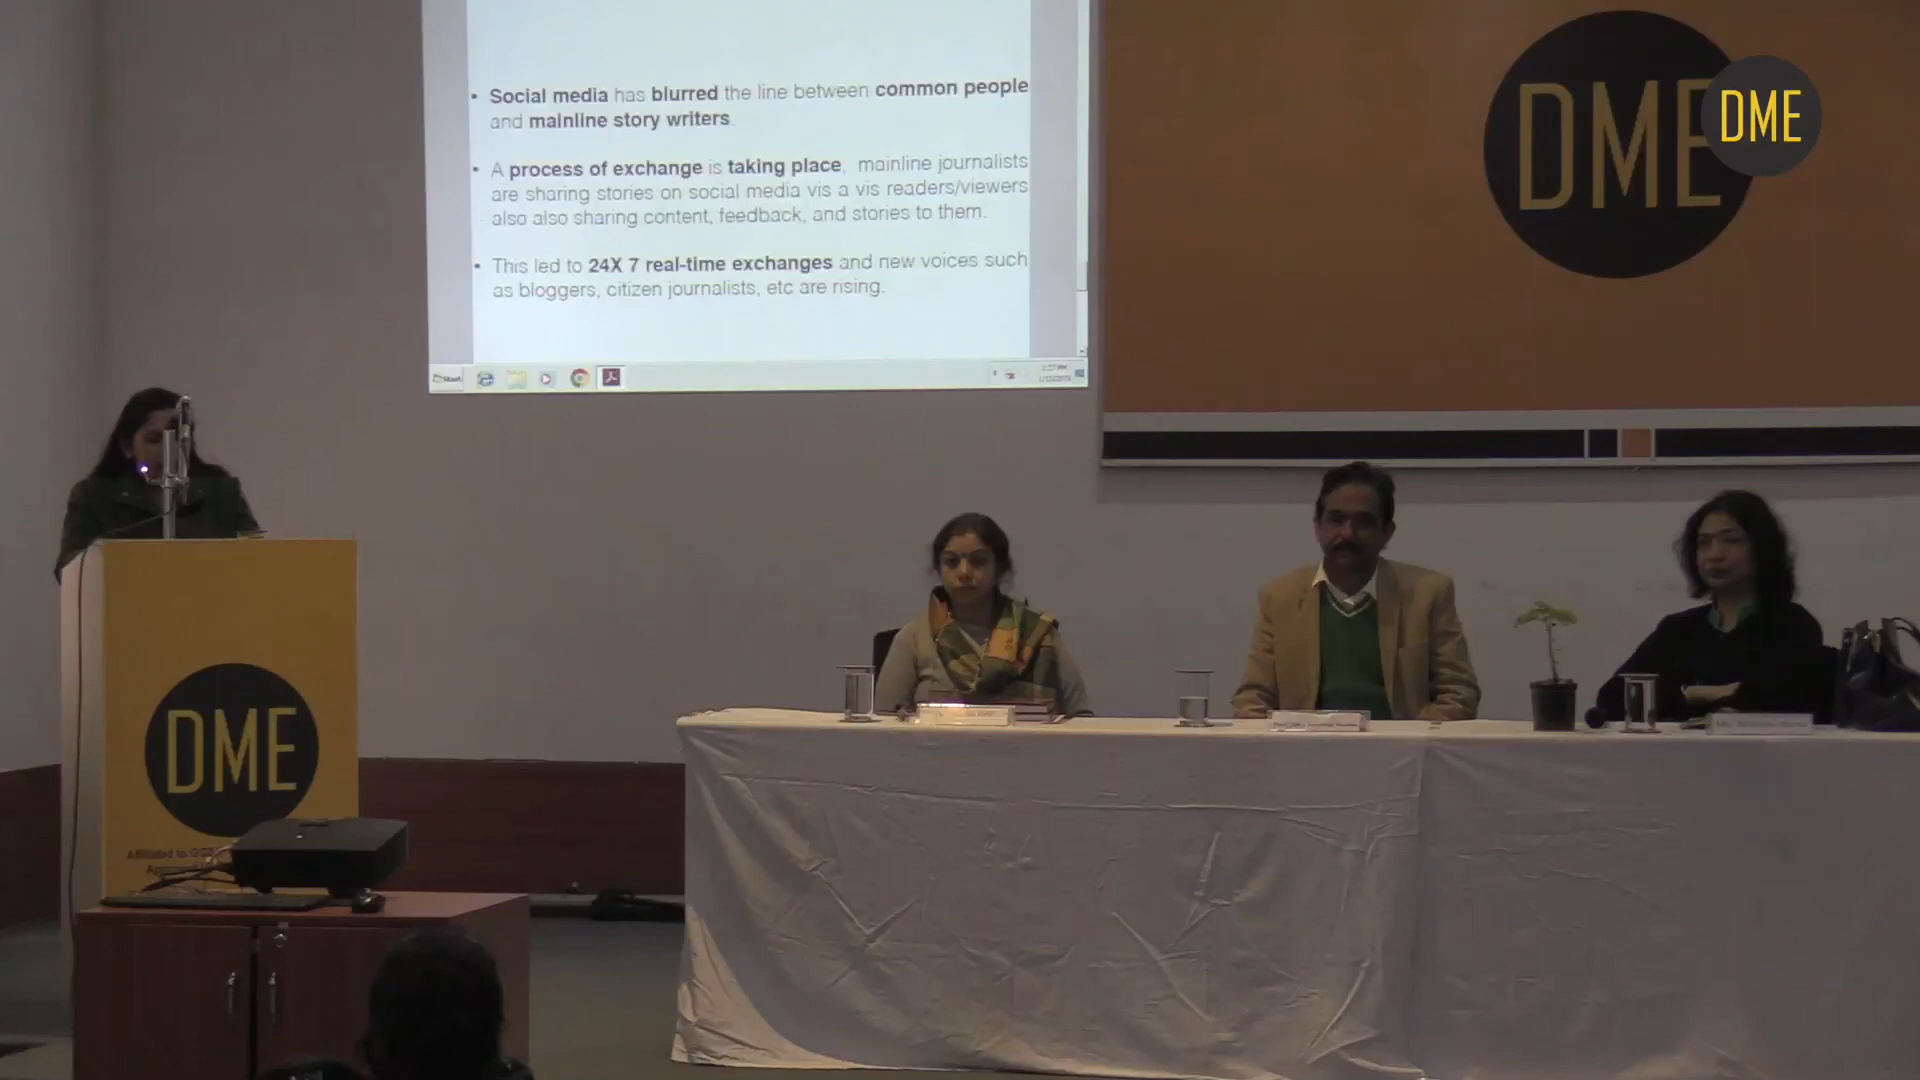 • Social media has blurred the line between common people
and mainline story writers.
• A process of exchange is taking place, mainline journalists
are sharing stories on social media vis a vis readers/viewers
also also sharing content, feedback, and stories to them.
• This led to 24X 7 real-time exchanges and new voices such
as bloggers, citizen journalists, etc are rising.
Start
DME
DME
DME
Affiliated to